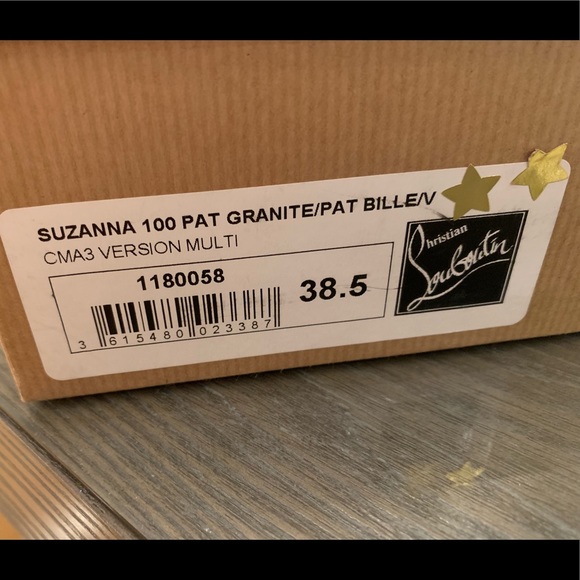 SUZANNA 100 PAT GRANITE/PAT BILLE/V
CMA3 VERSION MULTI
1180058
38.5
3 615480 023387
Christian
Louboutin